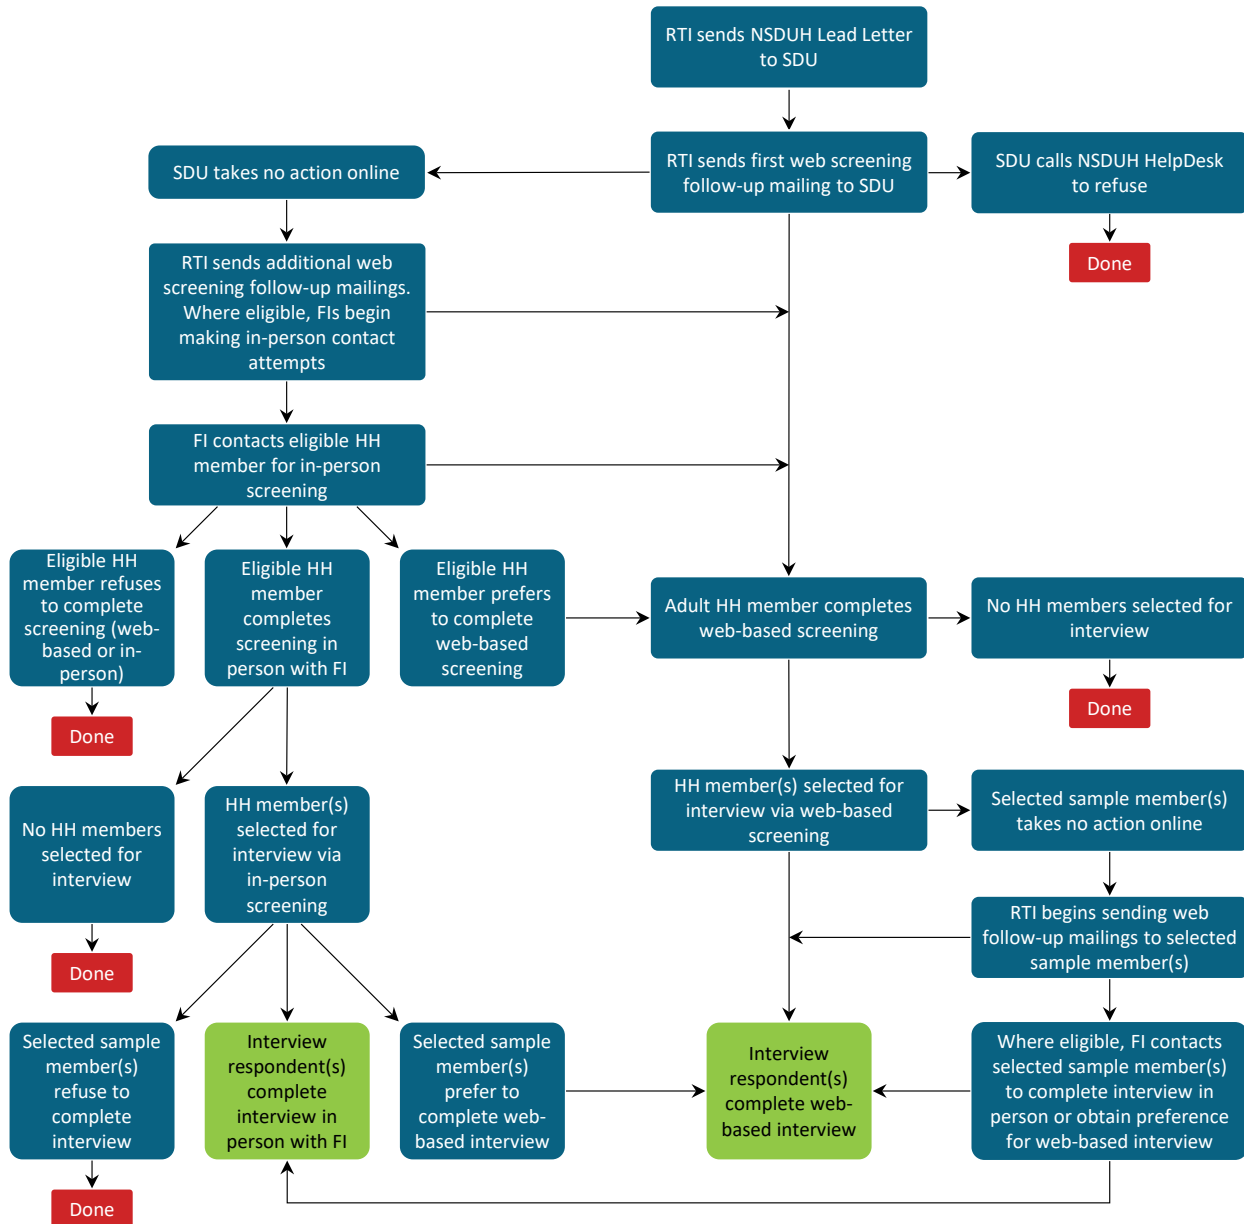 RTI sends NSDUH Lead Letter
to SDU
SDU takes no action online
RTI sends first web screening
follow-up mailing to SDU
SDU calls NSDUH HelpDesk
to refuse
Done
RTI sends additional web
screening follow-up mailings.
Where eligible, FIs begin
making in-person contact
attempts
FI contacts eligible HH
member for in-person
screening
Eligible HH
member refuses
to complete
screening (web-
based or in-
person)
Eligible HH
member
completes
screening in
person with FI
Eligible HH
member prefers
to complete
web-based
screening
Adult HH member completes
web-based screening
No HH members selected for
interview
Done
Done
No HH members
selected for
interview
HH member(s)
selected for
interview via
in-person
screening
HH member(s) selected for
interview via web-based
screening
Selected sample member(s)
takes no action online
RTI begins sending web
follow-up mailings to selected
sample member(s)
Done
Selected sample
member(s)
refuse to
complete
interview
Interview
respondent(s)
complete
interview in
person with FI
Selected sample
member(s)
prefer to
complete web-
based interview
Interview
respondent(s)
complete web-
based interview
Where eligible, FI contacts
selected sample member(s)
to complete interview in
person or obtain preference
for web-based interview
Done